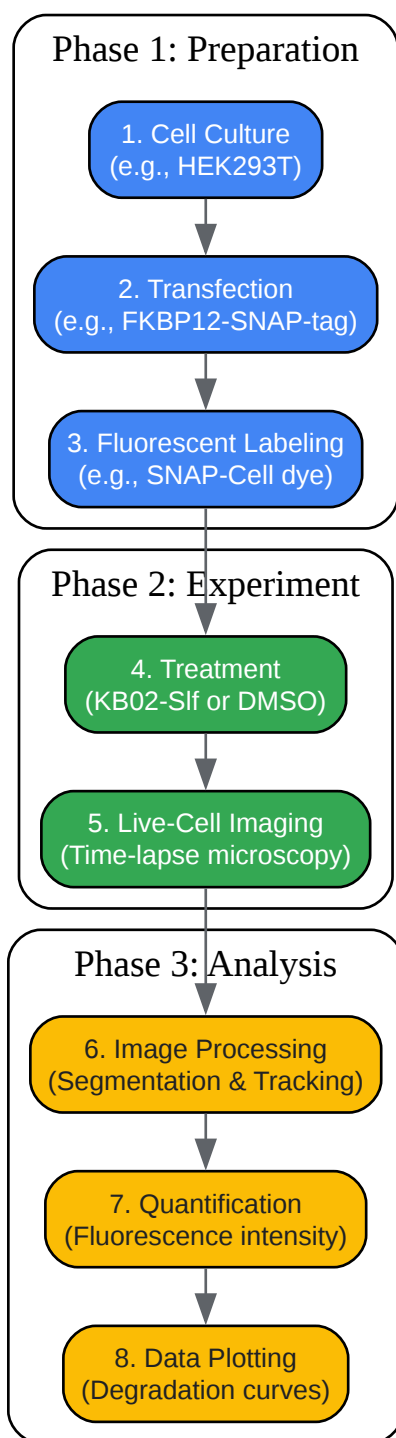 Phase 1: Preparation
1. Cell Culture
(e.g., HEK293T)
2. Transfection
(e.g., FKBP12-SNAP-tag)
3. Fluorescent Labeling
(e.g., SNAP-Cell dye)
Phase 2: Experiment
4. Treatment
(KB02-Slf or DMSO)
5. Live-Cell Imaging
(Time-lapse microscopy)
Phase 3: Analysis
6. Image Processing
(Segmentation & Tracking)
7. Quantification
(Fluorescence intensity)
8. Data Plotting
(Degradation curves)